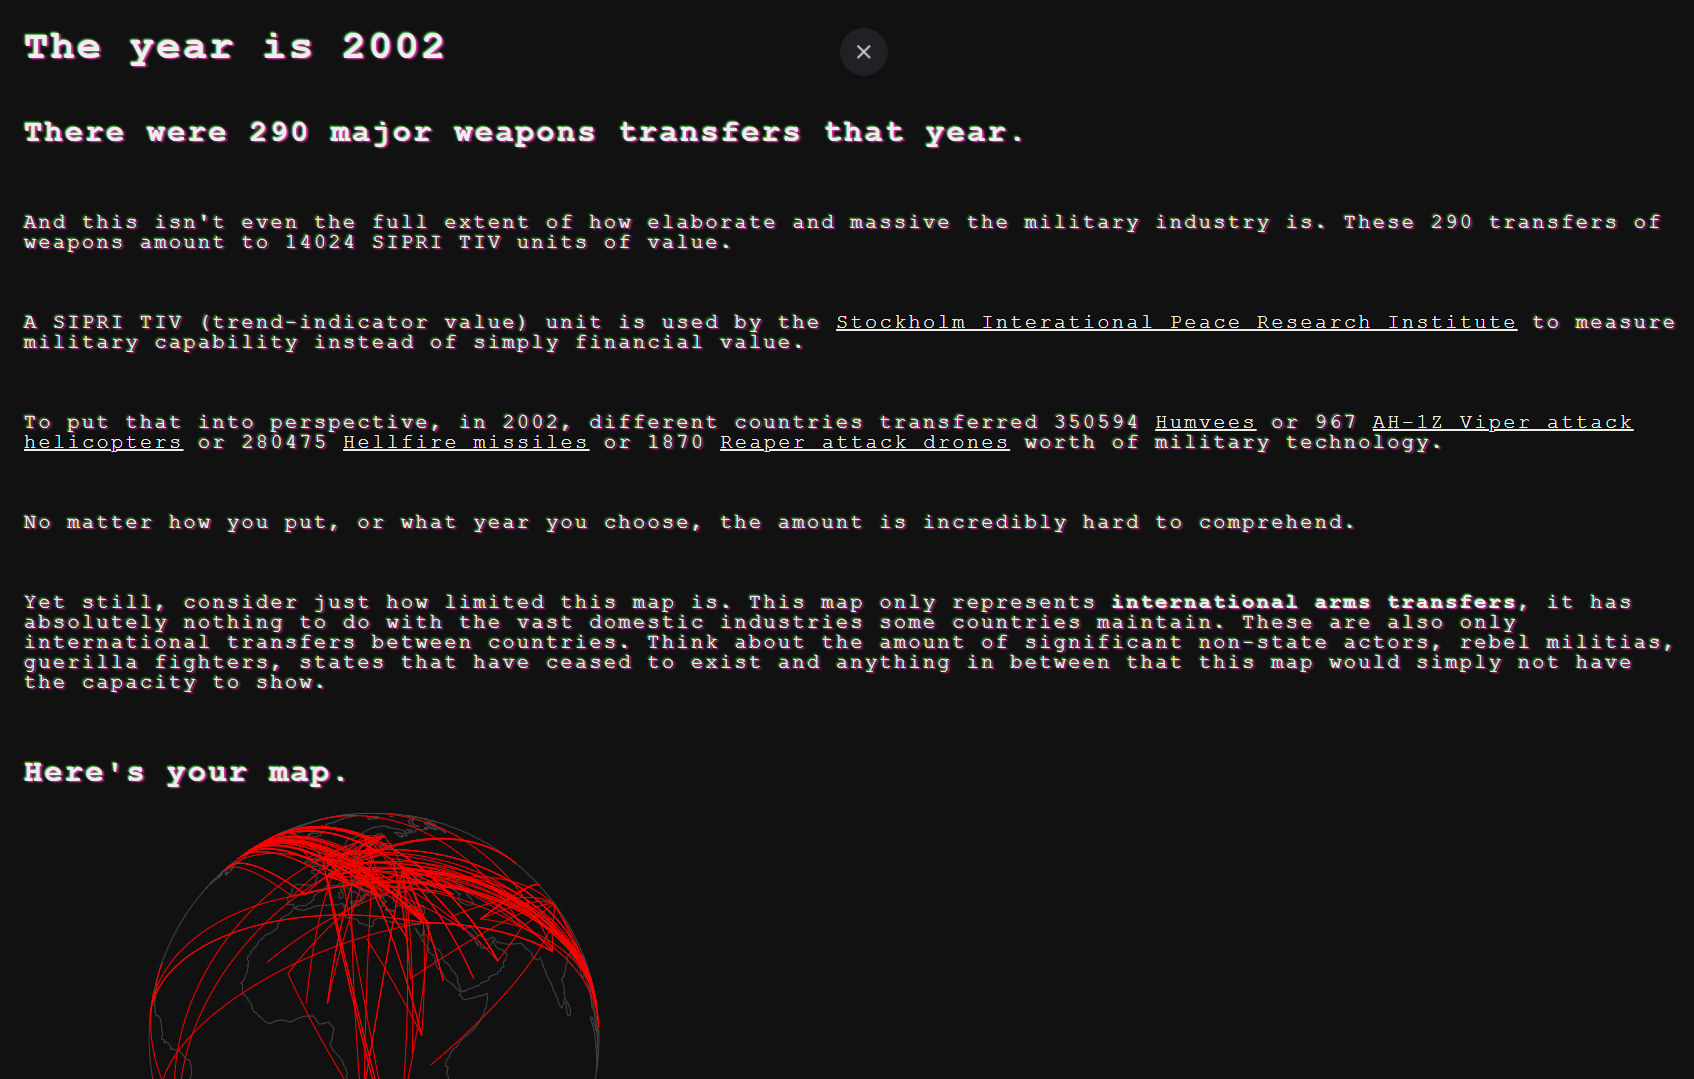 The year is 2002
There were 290 major weapons transfers that year.
And this isn't even the full extent of how elaborate and massive the military industry is. These 290 transfers of
weapons amount to 14024 SIPRI TIV units of value.
A SIPRI TIV (trend-indicator value) unit is used by the Stockholm Interational Peace Research Institute to measure
military capability instead of simply financial value.
To put that into perspective, in 2002, different countries transferred 350594 Humvees or 967 AH-1Z Viper attack
helicopters or 280475 Hellfire missiles or 1870 Reaper attack drones worth of military technology.
No matter how you put, or what year you choose, the amount is incredibly hard to comprehend.
Yet still, consider just how limited this map is. This map only represents international arms transfers, it has
absolutely nothing to do with the vast domestic industries some countries maintain. These are also only
international transfers between countries. Think about the amount of significant non-state actors, rebel militias,
guerilla fighters, states that have ceased to exist and anything in between that this map would simply not have
the capacity to show.
Here's your map.